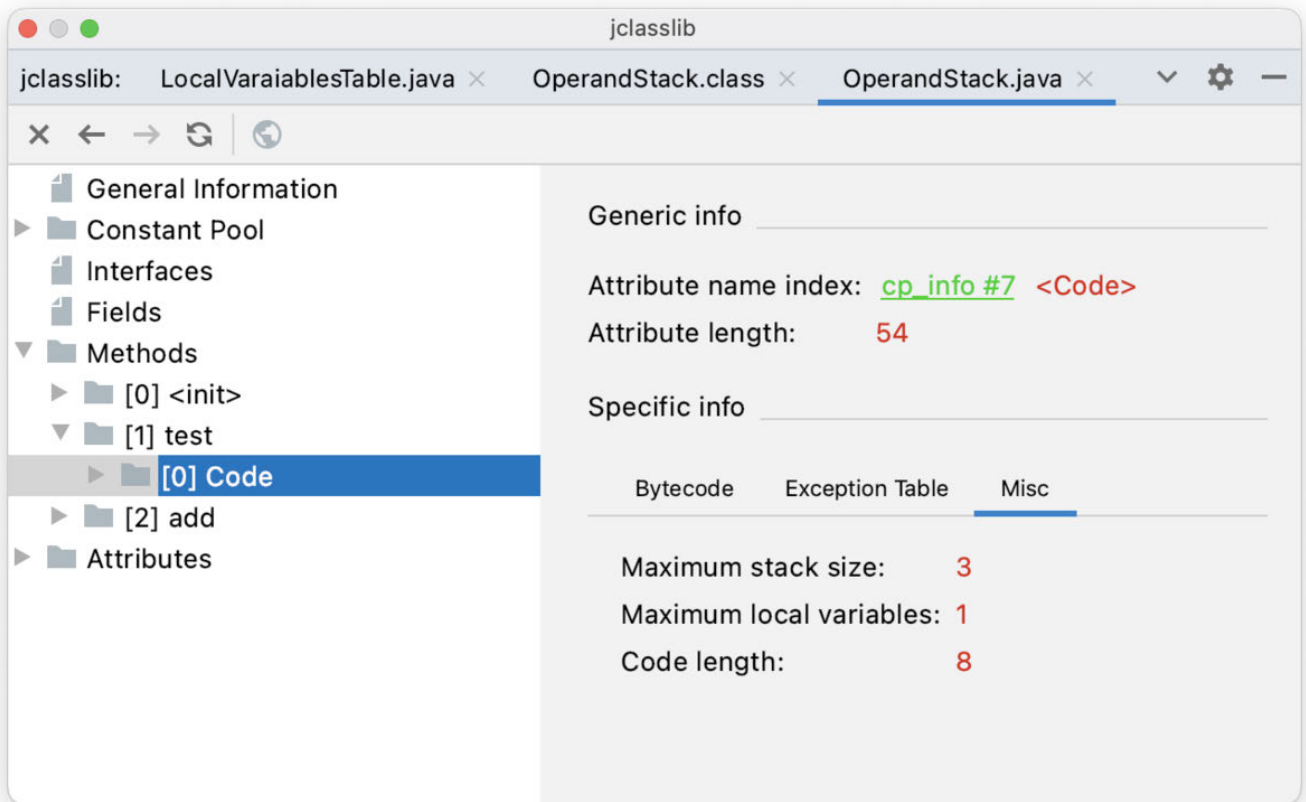 jclasslib
jclasslib: LocalVaraiablesTable.java OperandStack.class OperandStack.java
General Information
Constant Pool
Interfaces
Fields
Methods
[0] <init>
[1] test
[0] Code
[2] add
Attributes
Generic info
Attribute name index: cp_info #7 <Code>
Attribute length: 54
Specific info
Bytecode Exception Table Misc
Maximum stack size: 3
Maximum local variables: 1
Code length: 8